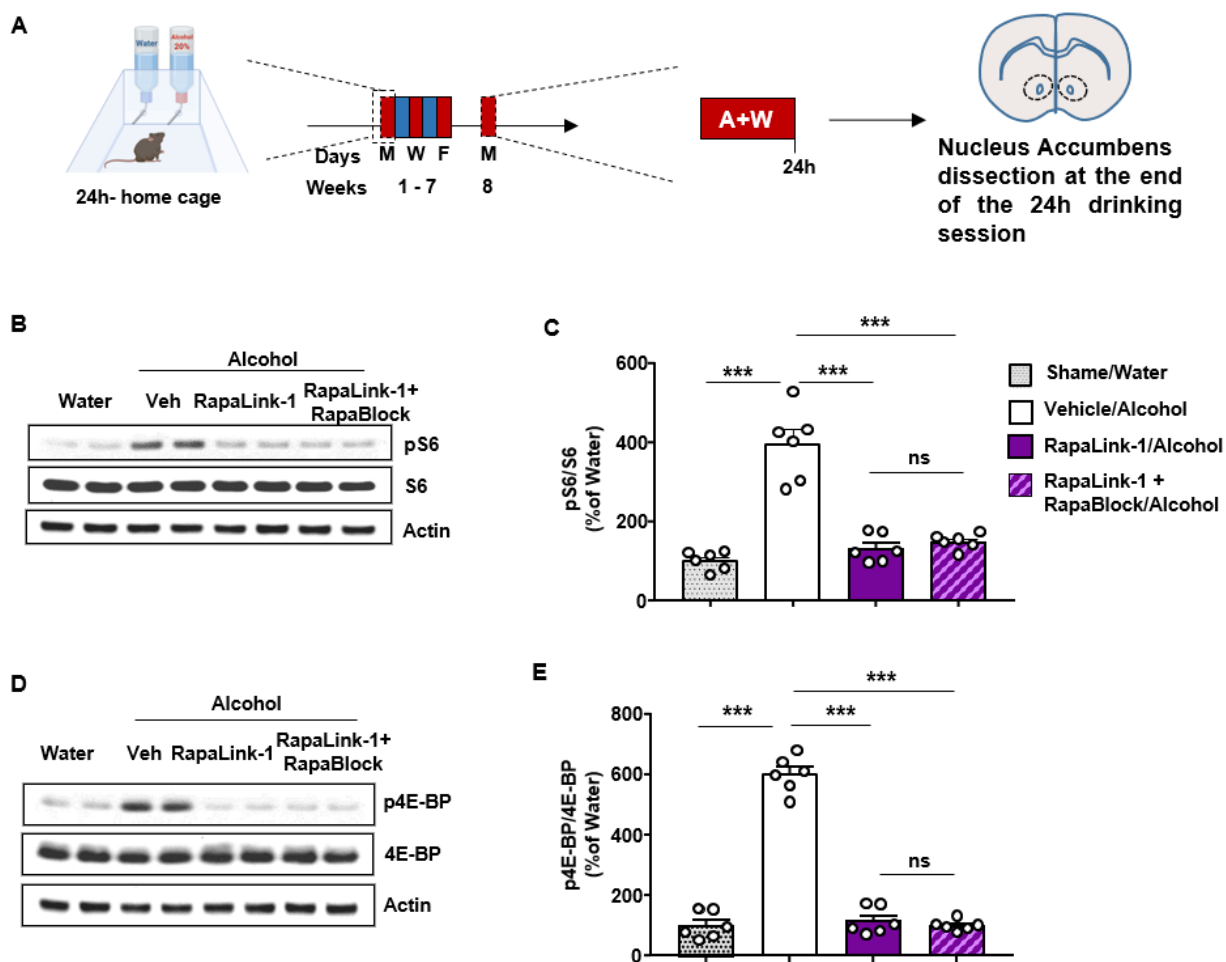 A
Water
Alcohol
20%
24h- home cage
Days M W F M
Weeks 1 - 7 8
A+W
24h
Nucleus Accumbens
dissection at the end
of the 24h drinking
session
B
Alcohol
Water Veh RapaLink-1 RapaLink-1+
RapaBlock
pS6
S6
Actin
C
pS6/S6
(%of Water)
600
400
200
0
***
***
***
ns
Shame/Water
Vehicle/Alcohol
RapaLink-1/Alcohol
RapaLink-1 +
RapaBlock/Alcohol
D
Alcohol
Water Veh RapaLink-1 RapaLink-1+
RapaBlock
p4E-BP
4E-BP
Actin
E
p4E-BP/4E-BP
(%of Water)
800
600
400
200
0
***
***
***
ns